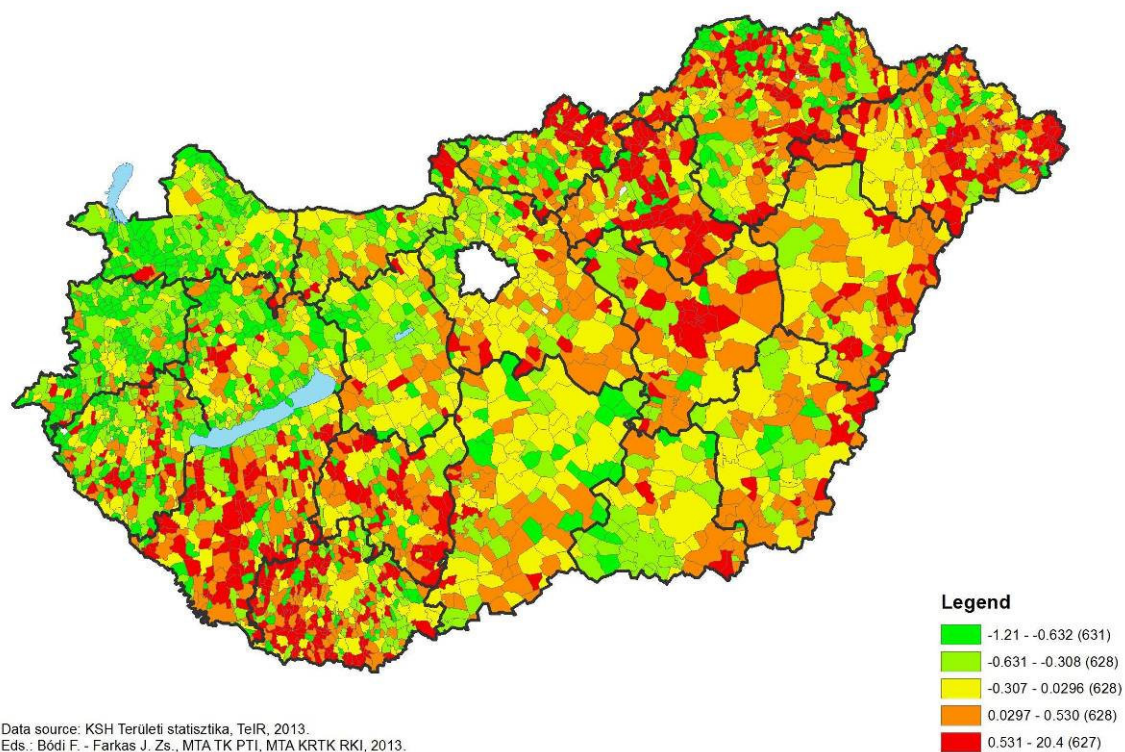 Legend
-1.21 - -0.632 (631)
-0.631 - -0.308 (628)
-0.307 - 0.0296 (628)
0.0297 - 0.530 (628)
0.531 - 20.4 (627)
Data source: KSH Területi statisztika, TeIR, 2013.
Eds.: Bódi F. - Farkas J. Zs., MTA TK PTI, MTA KRTK RKI, 2013.